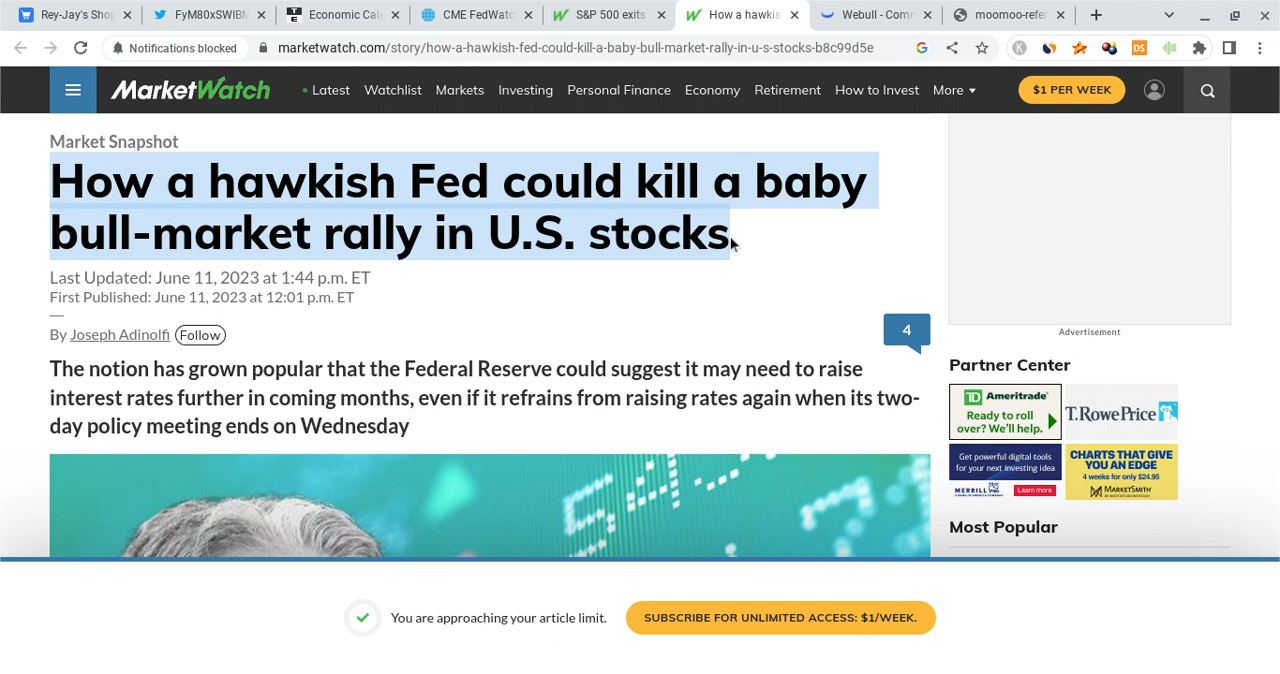 Rey-Jay's Shop
FyM80xSWIBM
Economic Cale
CME FedWatc
S&P 500 exits
How a hawkis
Webull - Comm
moomoo-refer
Notifications blocked
marketwatch.com/story/how-a-hawkish-fed-could-kill-a-baby-bull-market-rally-in-u-s-stocks-b8c99d5e
MarketWatch
Latest Watchlist Markets Investing Personal Finance Economy Retirement How to Invest More
$1 PER WEEK
Market Snapshot
How a hawkish Fed could kill a baby
bull-market rally in U.S. stocks
Last Updated: June 11, 2023 at 1:44 p.m. ET
First Published: June 11, 2023 at 12:01 p.m. ET
By Joseph Adinolfi Follow
4
The notion has grown popular that the Federal Reserve could suggest it may need to raise
interest rates further in coming months, even if it refrains from raising rates again when its two-
day policy meeting ends on Wednesday
Advertisement
Partner Center
TD Ameritrade
Ready to roll
over? We'll help.
T.RowePrice
Get powerful digital tools
for your next investing idea
MERRILL
Learn more
CHARTS THAT GIVE
YOU AN EDGE
4 weeks for only $24.95
MARKETSMITH
Most Popular
You are approaching your article limit.
SUBSCRIBE FOR UNLIMITED ACCESS: $1/WEEK.